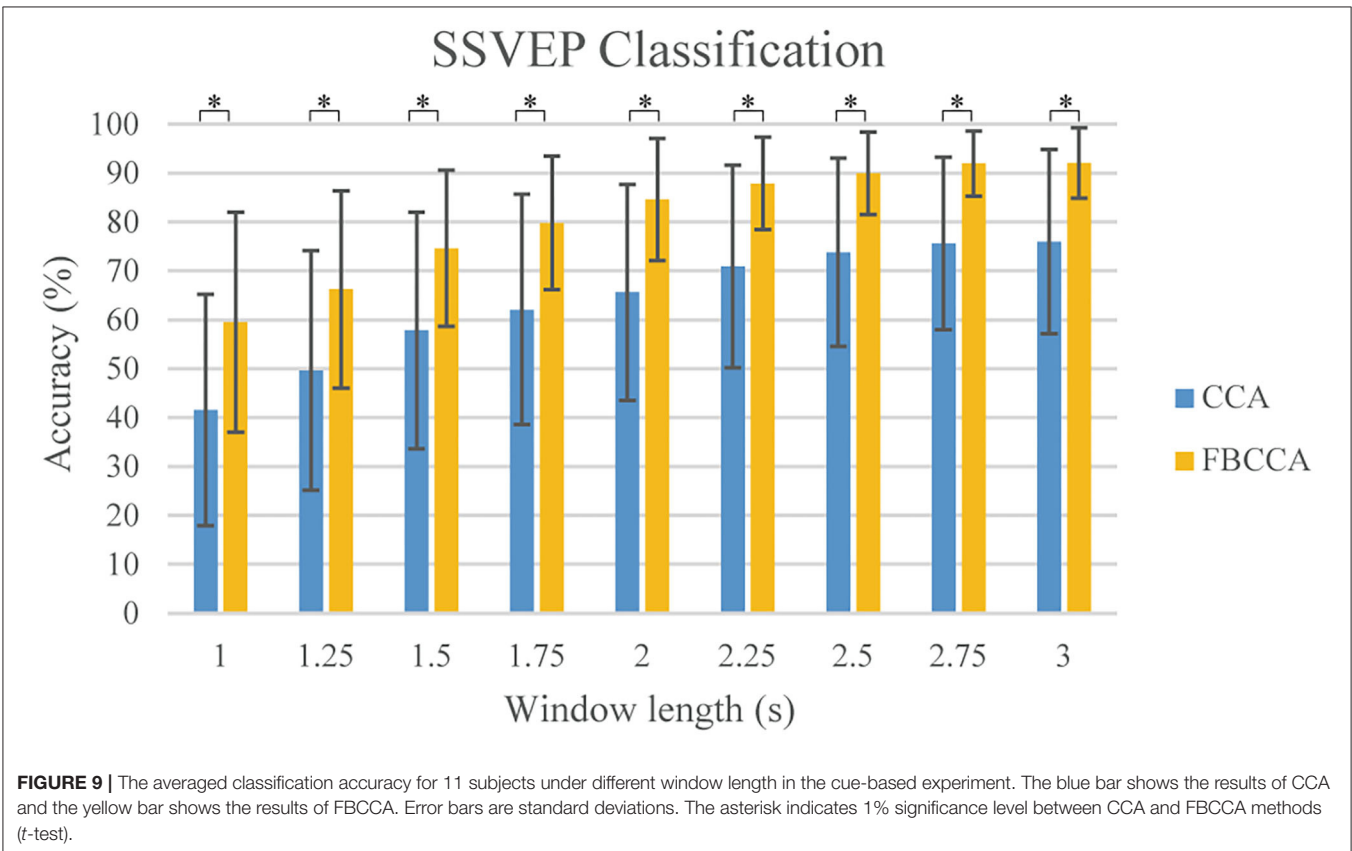 SSVEP Classification
* * * * * * * * *
100
90
80
70
60
50
40
30
20
10
0
Accuracy (%)
1 1.25 1.5 1.75 2 2.25 2.5 2.75 3
Window length (s)
CCA
FBCCA
FIGURE 9 | The averaged classification accuracy for 11 subjects under different window length in the cue-based experiment. The blue bar shows the results of CCA
and the yellow bar shows the results of FBCCA. Error bars are standard deviations. The asterisk indicates 1% significance level between CCA and FBCCA methods
(t-test).